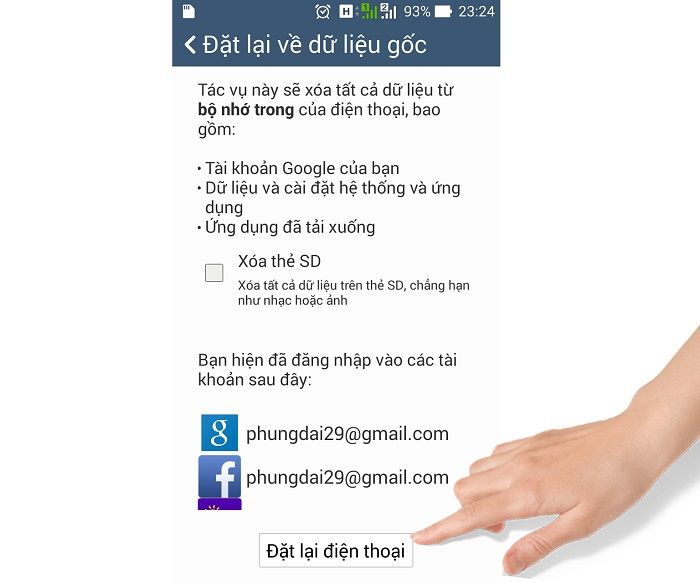 H 1 2 93% 23:24
Đặt lại về dữ liệu gốc
Tác vụ này sẽ xóa tất cả dữ liệu từ
bộ nhớ trong của điện thoại, bao
gồm:
• Tài khoản Google của bạn
• Dữ liệu và cài đặt hệ thống và ứng
dụng
• Ứng dụng đã tải xuống
Xóa thẻ SD
Xóa tất cả dữ liệu trên thẻ SD, chẳng hạn
như nhạc hoặc ảnh
Bạn hiện đã đăng nhập vào các tài
khoản sau đây:
g phungdai29@gmail.com
f phungdai29@gmail.com
Đặt lại điện thoại